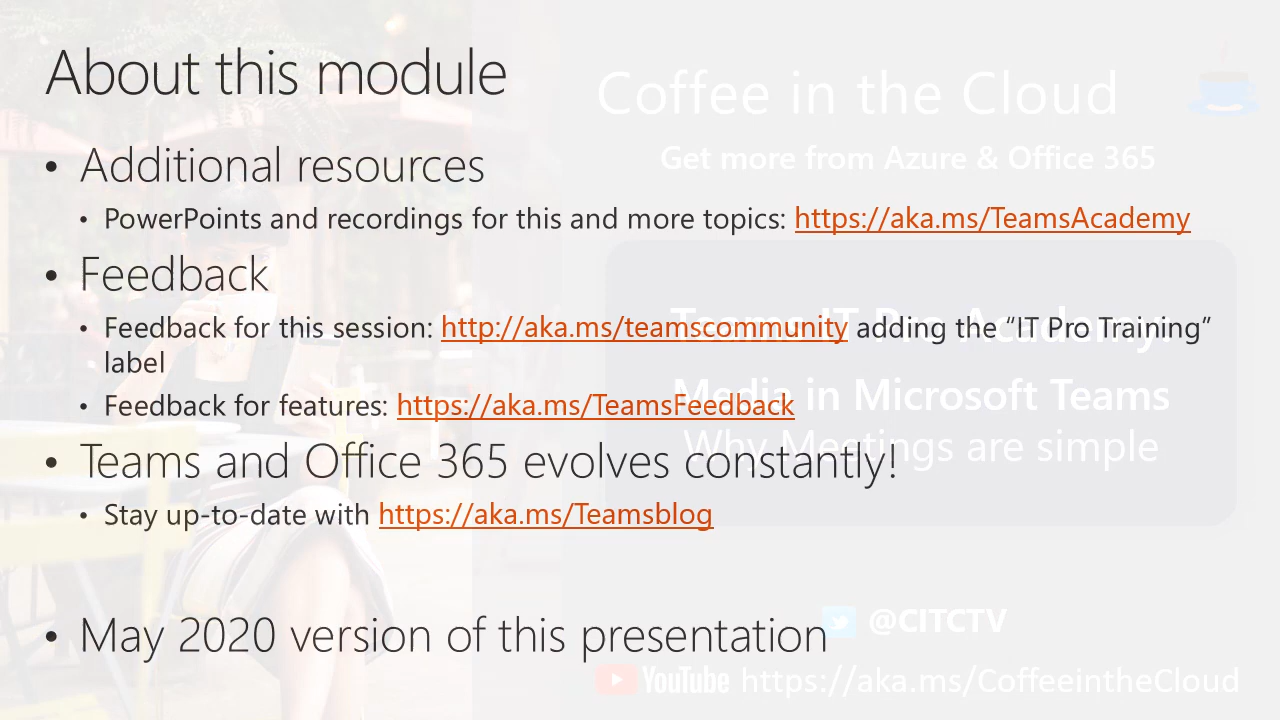 About this module
• Additional resources
• PowerPoints and recordings for this and more topics: https://aka.ms/TeamsAcademy
• Feedback
• Feedback for this session: http://aka.ms/teamscommunity adding the “IT Pro Training”
label
• Feedback for features: https://aka.ms/TeamsFeedback
• Teams and Office 365 evolves constantly!
• Stay up-to-date with https://aka.ms/Teamsblog
• May 2020 version of this presentation
Coffee in the Cloud
Get more from Azure & Office 365
Teams IT Pro Academy:
Media in Microsoft Teams
Why Meetings are simple
@CITCTV
YouTube https://aka.ms/CoffeeintheCloud